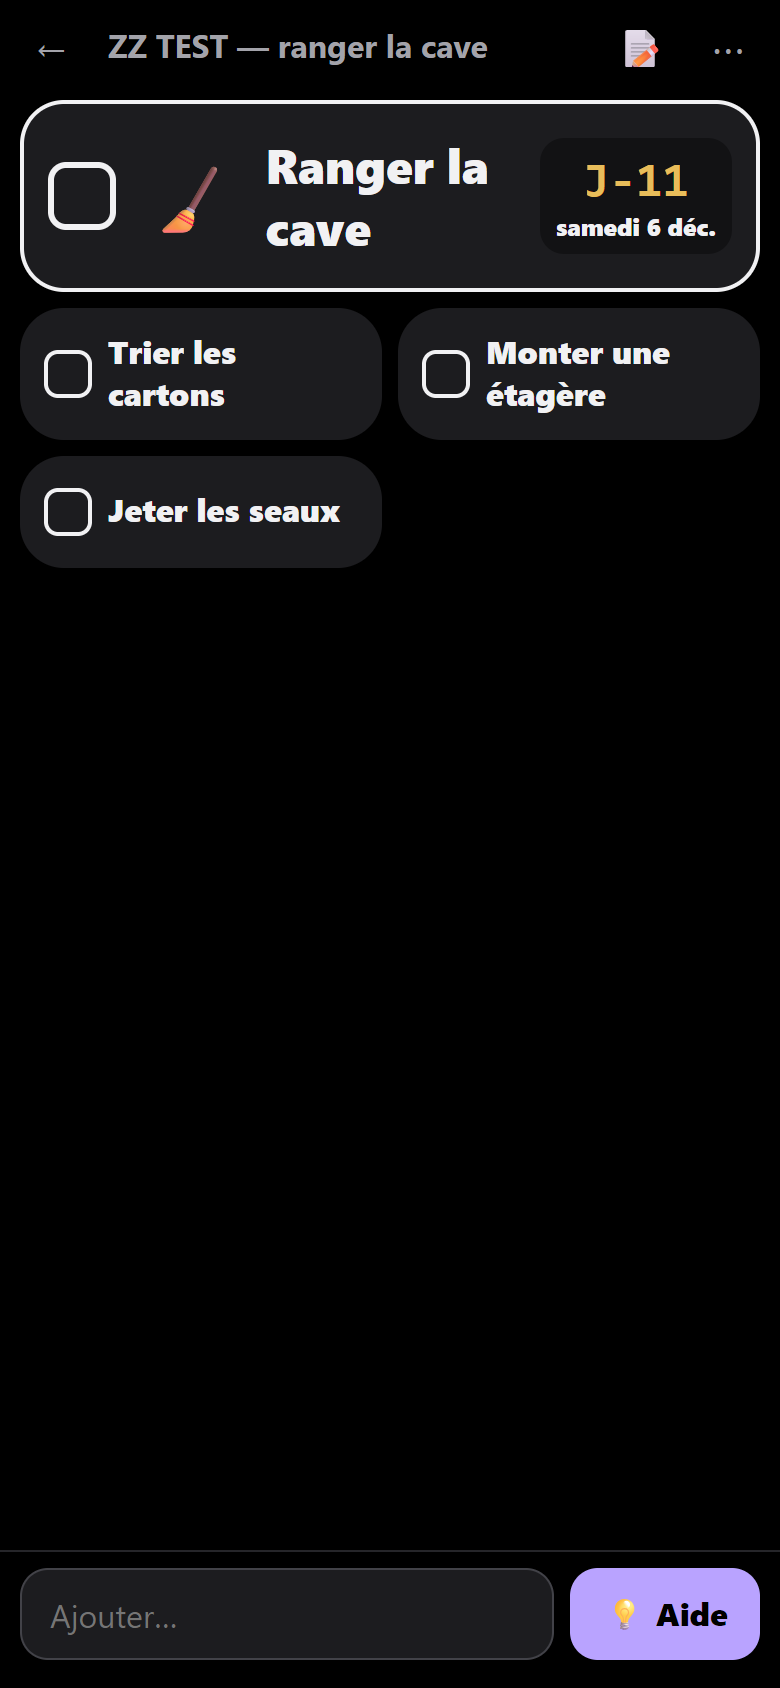 ← ZZ TEST — ranger la cave …
Ranger la
cave
J-11
samedi 6 déc.
Trier les
cartons
Monter une
étagère
Jeter les seaux
Ajouter...
Aide